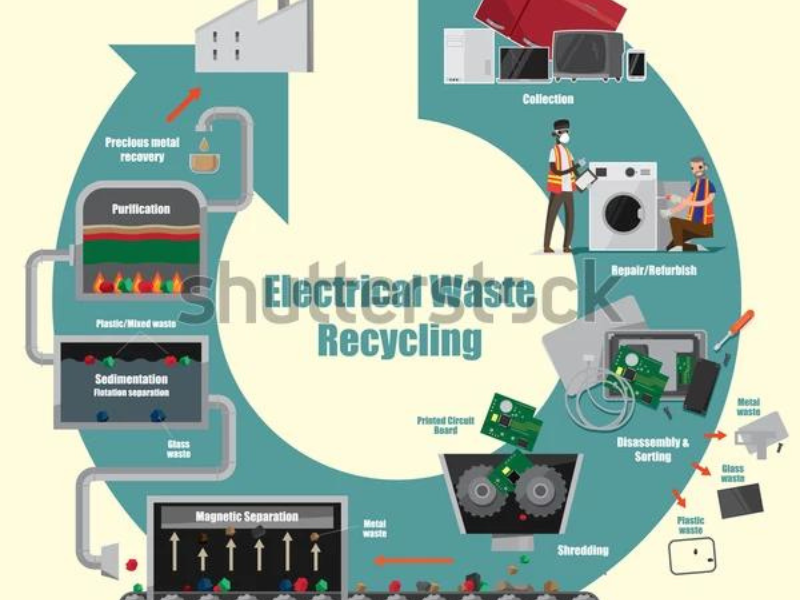 Collection
Precious metal
recovery
Purification
Repair/Refurbish
shutterstock
Electrical Waste
Recycling
Plastic/Mixed waste
Sedimentation
Flotation separation
Glass
waste
Printed Circuit
Board
Disassembly &
Sorting
Metal
waste
Glass
waste
Plastic
waste
Magnetic Separation
Metal
waste
Shredding